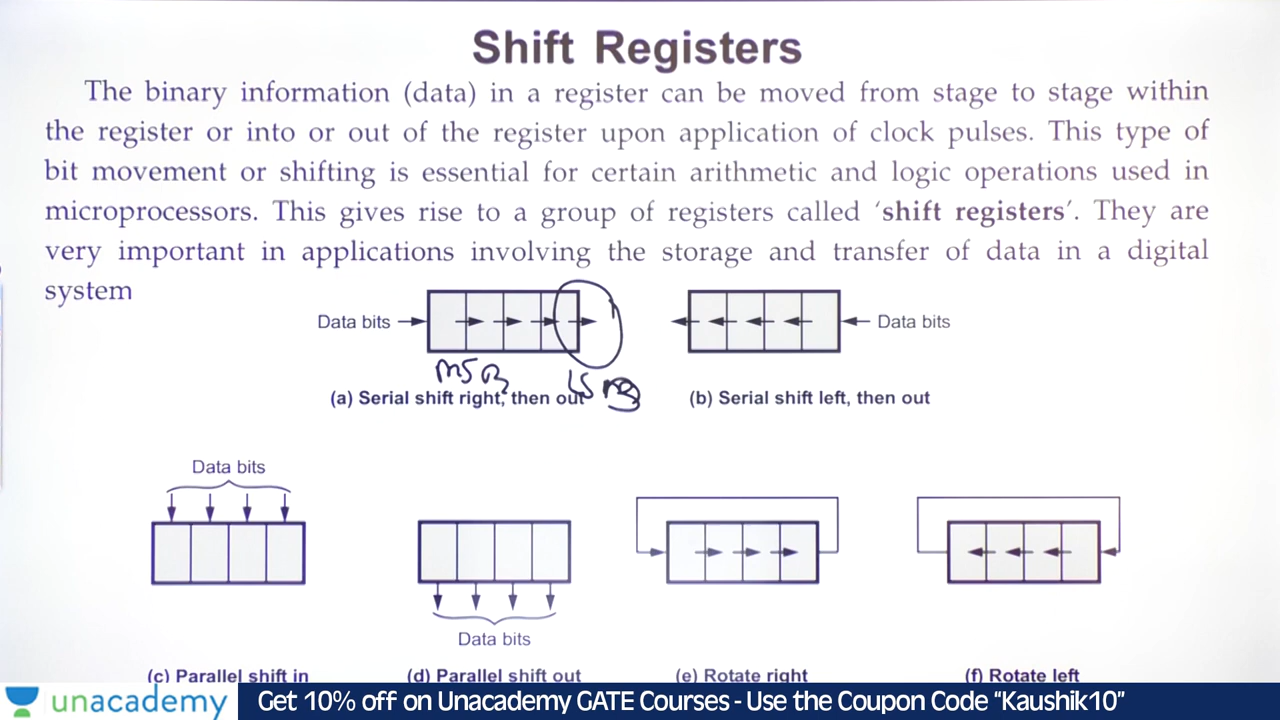 Shift Registers
The binary information (data) in a register can be moved from stage to stage within
the register or into or out of the register upon application of clock pulses. This type of
bit movement or shifting is essential for certain arithmetic and logic operations used in
microprocessors. This gives rise to a group of registers called ‘shift registers’. They are
very important in applications involving the storage and transfer of data in a digital
system
Data bits
Data bits
MSB
LSB
(a) Serial shift right, then out
(b) Serial shift left, then out
Data bits
Data bits
(c) Parallel shift in
(d) Parallel shift out
(e) Rotate right
(f) Rotate left
unacademy
Get 10% off on Unacademy GATE Courses - Use the Coupon Code “Kaushik10”